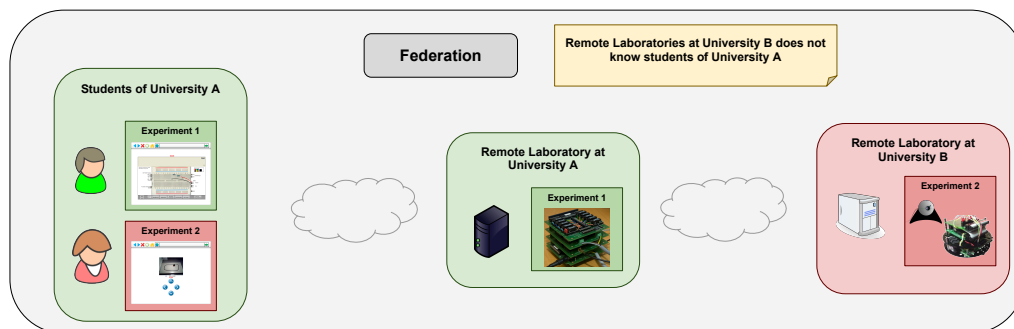 Federation
Remote Laboratories at University B does not
know students of University A
Students of University A
Experiment 1
Experiment 2
Remote Laboratory at
University A
Experiment 1
Remote Laboratory at
University B
Experiment 2